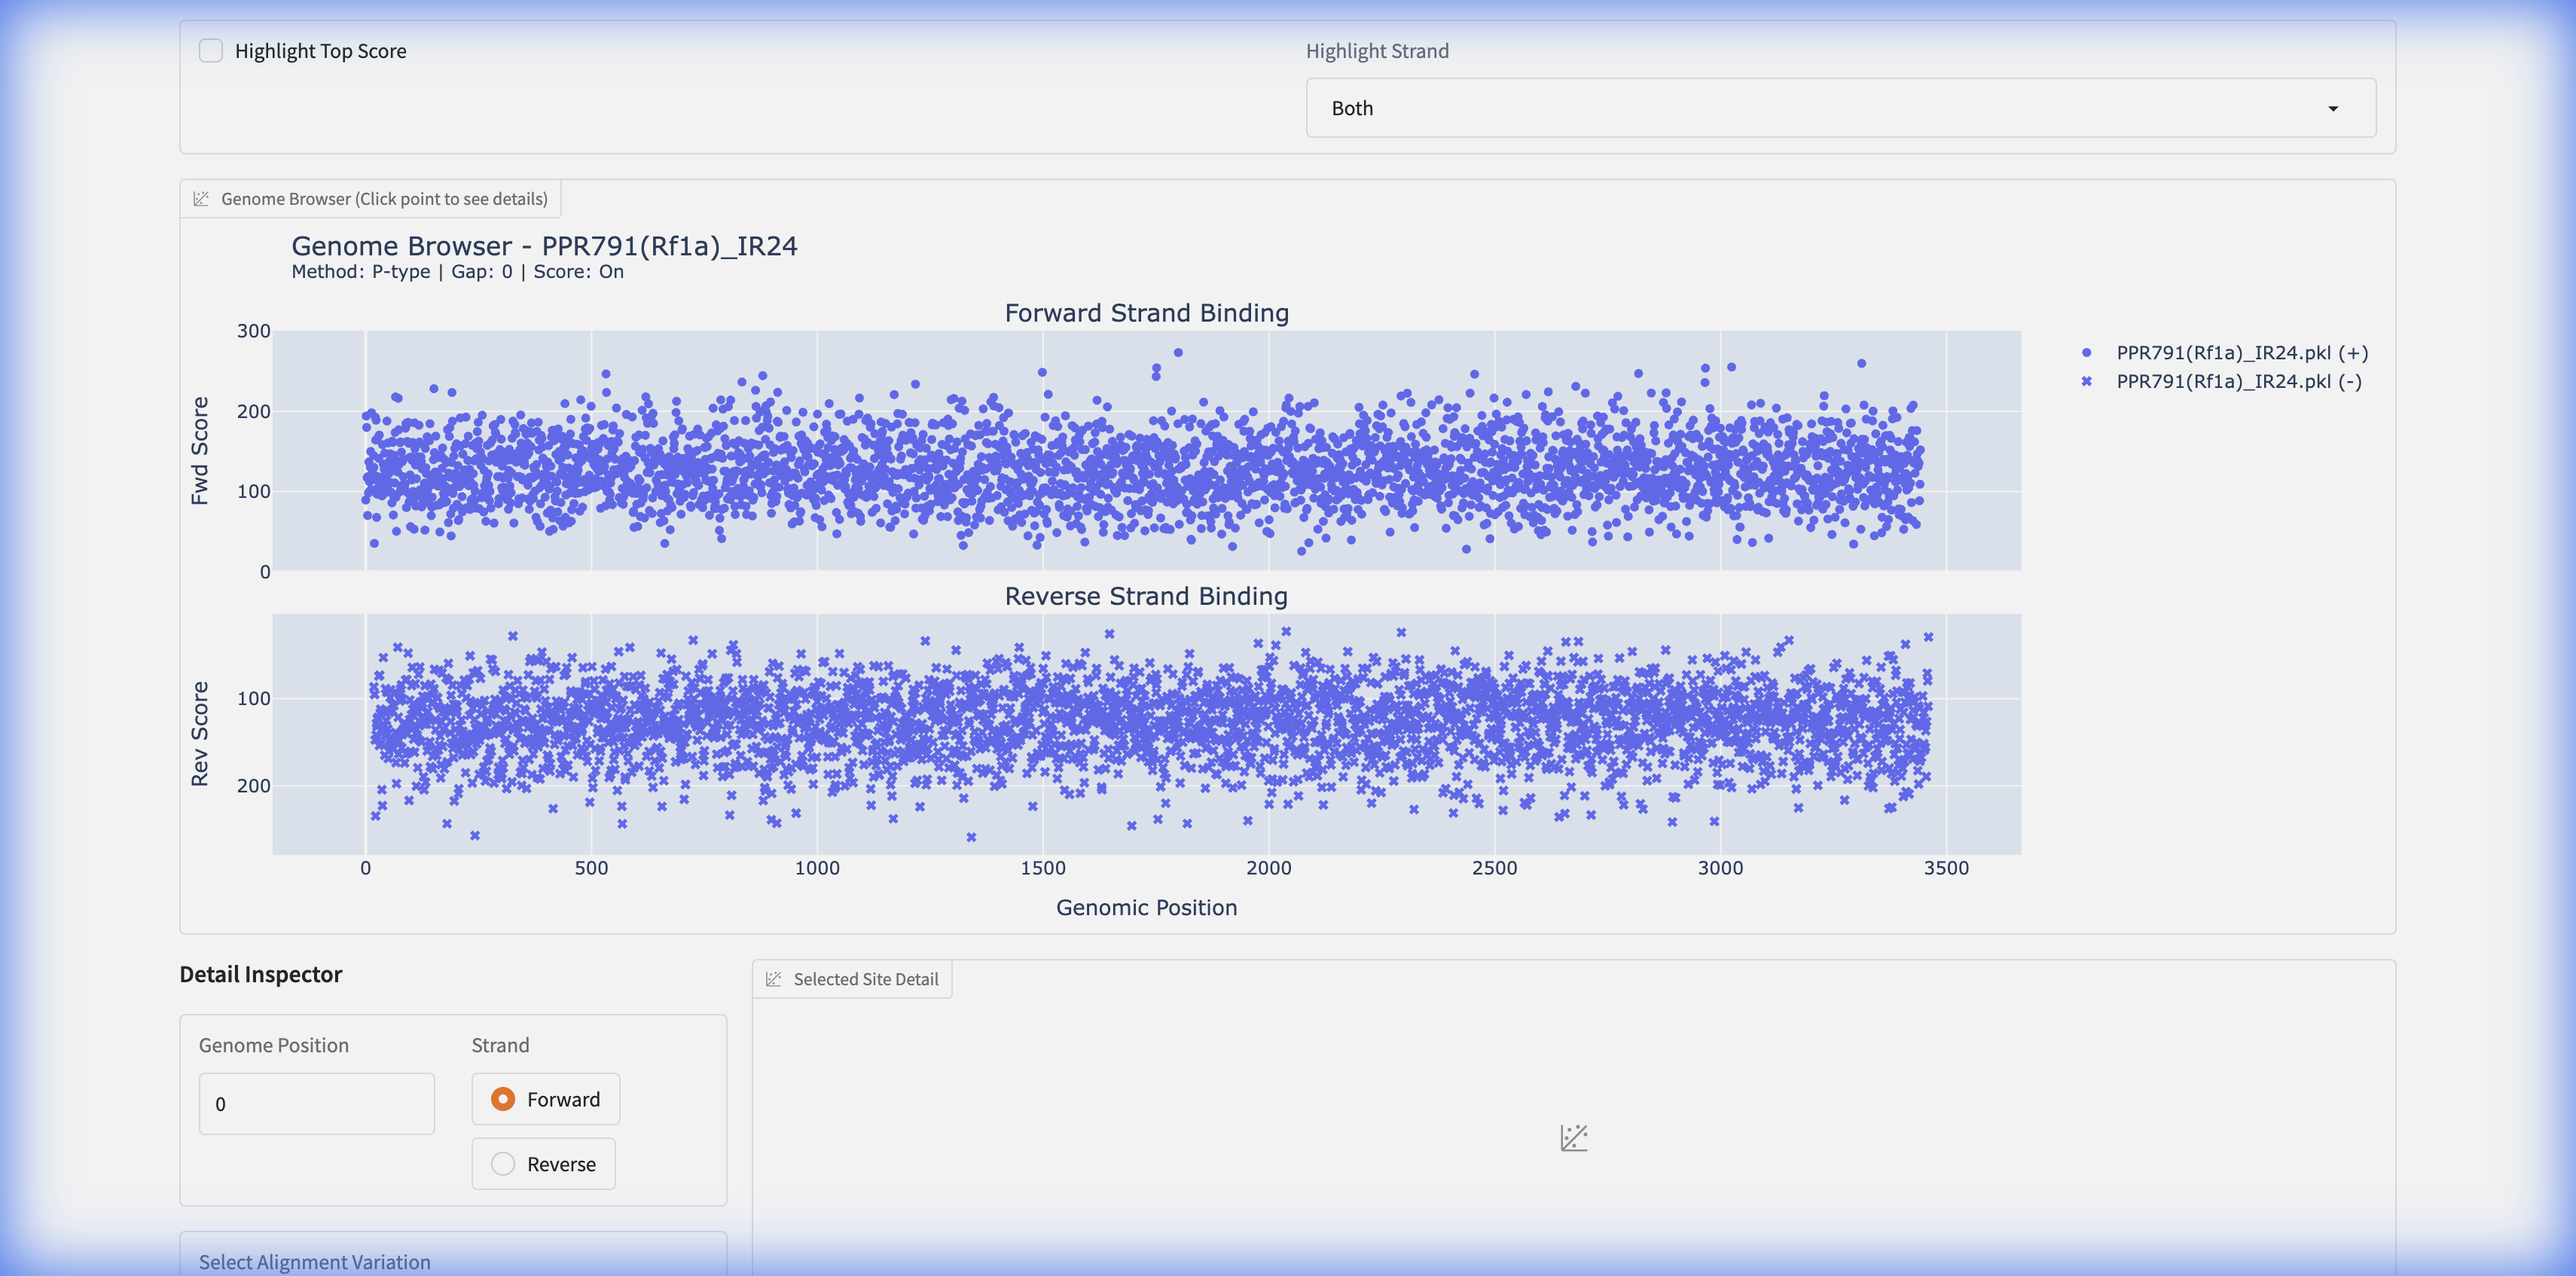 Highlight Top Score
Highlight Strand
Both
Genome Browser (Click point to see details)
Genome Browser - PPR791(Rf1a)_IR24
Method: P-type | Gap: 0 | Score: On
Forward Strand Binding
300
200
100
0
Fwd Score
PPR791(Rf1a)_IR24.pkl (+)
PPR791(Rf1a)_IR24.pkl (-)
Reverse Strand Binding
100
200
Rev Score
0 500 1000 1500 2000 2500 3000 3500
Genomic Position
Detail Inspector
Selected Site Detail
Genome Position
Strand
0
Forward
Reverse
Select Alignment Variation